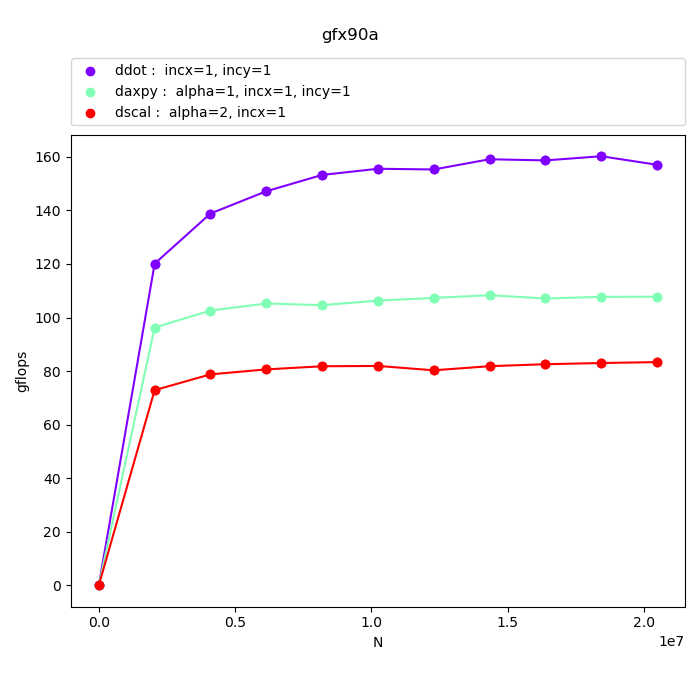 gfx90a
ddot :  incx=1, incy=1
daxpy :  alpha=1, incx=1, incy=1
dscal :  alpha=2, incx=1
160
140
120
100
80
60
40
20
0
gflops
0.0 0.5 1.0 1.5 2.0
N
1e7